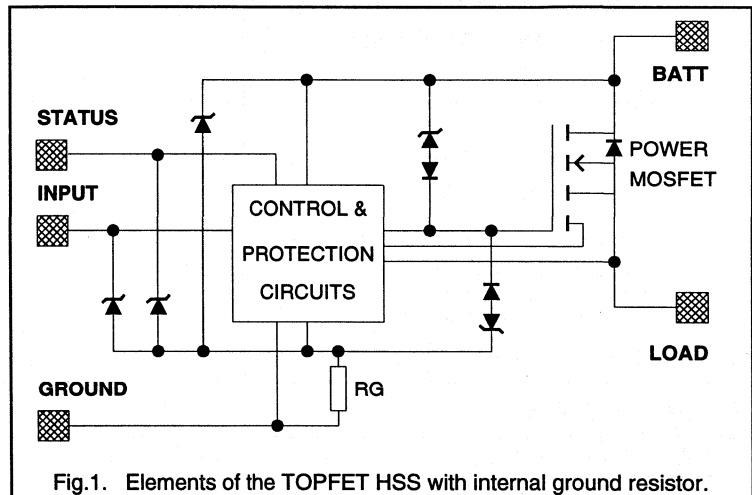 BATT
STATUS
POWER
MOSFET
INPUT
CONTROL &
PROTECTION
CIRCUITS
LOAD
GROUND
RG
Fig.1. Elements of the TOPFET HSS with internal ground resistor.